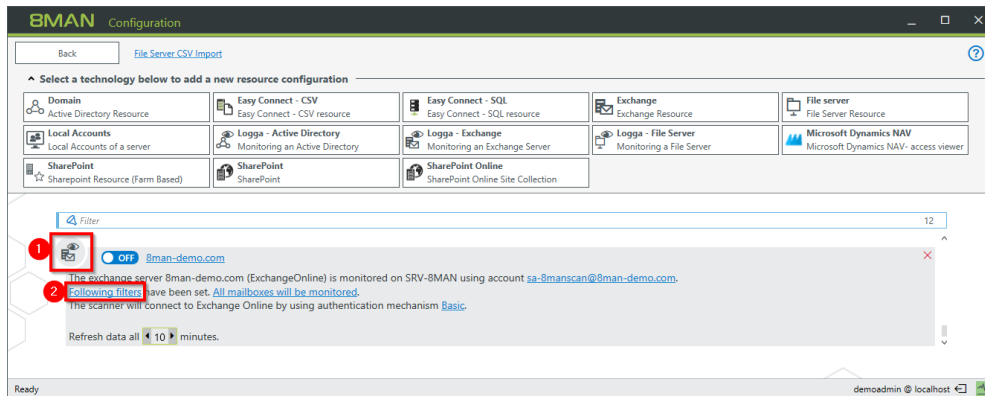 8MAN Configuration
Back File Server CSV Import
Select a technology below to add a new resource configuration
Domain
Active Directory Resource
Easy Connect - CSV
Easy Connect - CSV resource
Easy Connect - SQL
Easy Connect - SQL resource
Exchange
Exchange Resource
File server
File Server Resource
Local Accounts
Local Accounts of a server
Logga - Active Directory
Monitoring an Active Directory
Logga - Exchange
Monitoring an Exchange Server
Logga - File Server
Monitoring a File Server
Microsoft Dynamics NAV
Microsoft Dynamics NAV- access viewer
SharePoint
Sharepoint Resource (Farm Based)
SharePoint
SharePoint
SharePoint Online
SharePoint Online Site Collection
Filter 12
1 OFF 8man-demo.com
The exchange server 8man-demo.com (ExchangeOnline) is monitored on SRV-8MAN using account sa-8manscan@8man-demo.com.
2 Following filters have been set. All mailboxes will be monitored.
The scanner will connect to Exchange Online by using authentication mechanism Basic.
Refresh data all 10 minutes.
Ready demoadmin @ localhost